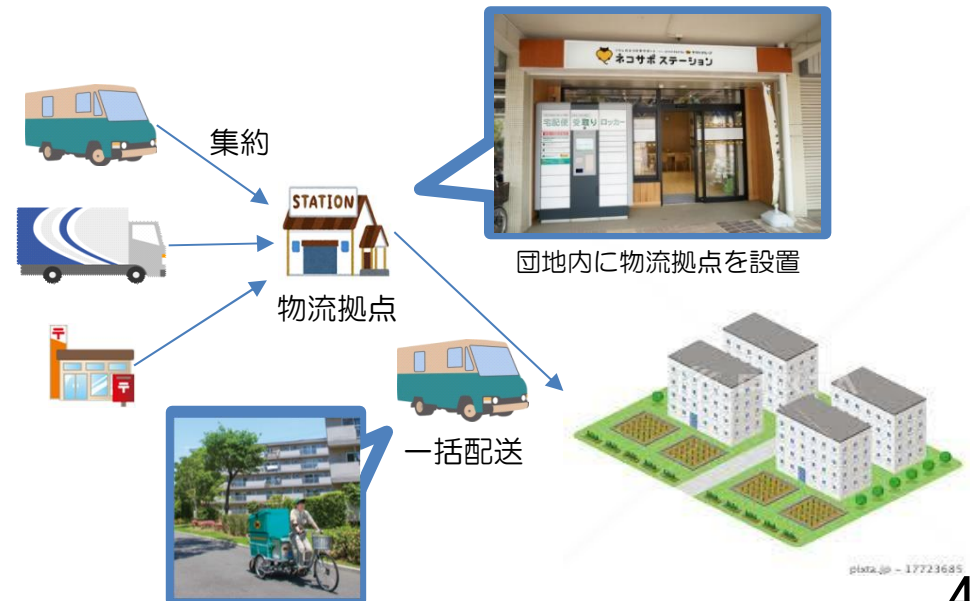 ネコサポ ステーション
宅配便 受取りロッカー
集約
STATION
団地内に物流拠点を設置
物流拠点
〒
〒
一括配送
pixta.jp - 17723685
4